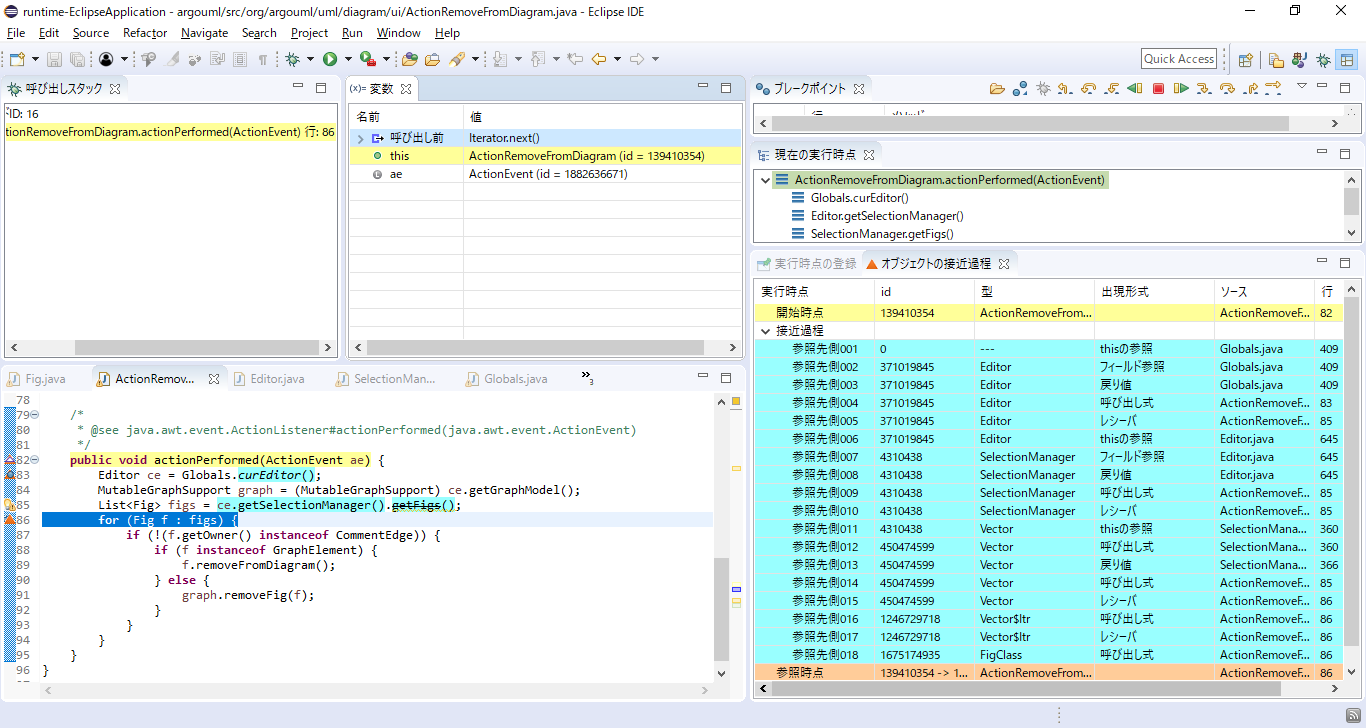 runtime-EclipseApplication - argouml/src/org/argouml/uml/diagram/ui/ActionRemoveFromDiagram.java - Eclipse IDE
File Edit Source Refactor Navigate Search Project Run Window Help
Quick Access
呼び出しスタック
ID: 16
tionRemoveFromDiagram.actionPerformed(ActionEvent) 行: 86
(x)= 変数
名前 値
呼び出し前 Iterator.next()
this ActionRemoveFromDiagram (id = 139410354)
ae ActionEvent (id = 1882636671)
ブレークポイント
現在の実行時点
ActionRemoveFromDiagram.actionPerformed(ActionEvent)
Globals.curEditor()
Editor.getSelectionManager()
SelectionManager.getFigs()
実行時点の登録 オブジェクトの接近過程
実行時点 id 型 出現形式 ソース 行
開始時点 139410354 ActionRemoveFrom... ActionRemoveF... 82
接近過程
参照先側001 0 --- thisの参照 Globals.java 409
参照先側002 371019845 Editor フィールド参照 Globals.java 409
参照先側003 371019845 Editor 戻り値 Globals.java 409
参照先側004 371019845 Editor 呼び出し式 ActionRemoveF... 83
参照先側005 371019845 Editor レシーバ ActionRemoveF... 85
参照先側006 371019845 Editor thisの参照 Editor.java 645
参照先側007 4310438 SelectionManager フィールド参照 Editor.java 645
参照先側008 4310438 SelectionManager 戻り値 Editor.java 645
参照先側009 4310438 SelectionManager 呼び出し式 ActionRemoveF... 85
参照先側010 4310438 SelectionManager レシーバ ActionRemoveF... 85
参照先側011 4310438 Vector thisの参照 SelectionMana... 360
参照先側012 450474599 Vector 呼び出し式 SelectionMana... 360
参照先側013 450474599 Vector 戻り値 SelectionMana... 366
参照先側014 450474599 Vector 呼び出し式 ActionRemoveF... 85
参照先側015 450474599 Vector レシーバ ActionRemoveF... 86
参照先側016 1246729718 Vector$Itr 呼び出し式 ActionRemoveF... 86
参照先側017 1246729718 Vector$Itr レシーバ ActionRemoveF... 86
参照先側018 1675174935 FigClass 呼び出し式 ActionRemoveF... 86
参照時点 139410354 -> 1... ActionRemoveFrom... ActionRemoveF... 86
Fig.java ActionRemov... Editor.java SelectionMan... Globals.java 3
78
79 /*
80 * @see java.awt.event.ActionListener#actionPerformed(java.awt.event.ActionEvent)
81 */
82 public void actionPerformed(ActionEvent ae) {
83 Editor ce = Globals.curEditor();
84 MutableGraphSupport graph = (MutableGraphSupport) ce.getGraphModel();
85 List<Fig> figs = ce.getSelectionManager().getFigs();
86 for (Fig f : figs) {
87 if (!(f.getOwner() instanceof CommentEdge)) {
88 if (f instanceof GraphElement) {
89 f.removeFromDiagram();
90 } else {
91 graph.removeFig(f);
92 }
93 }
94 }
95 }
96 }